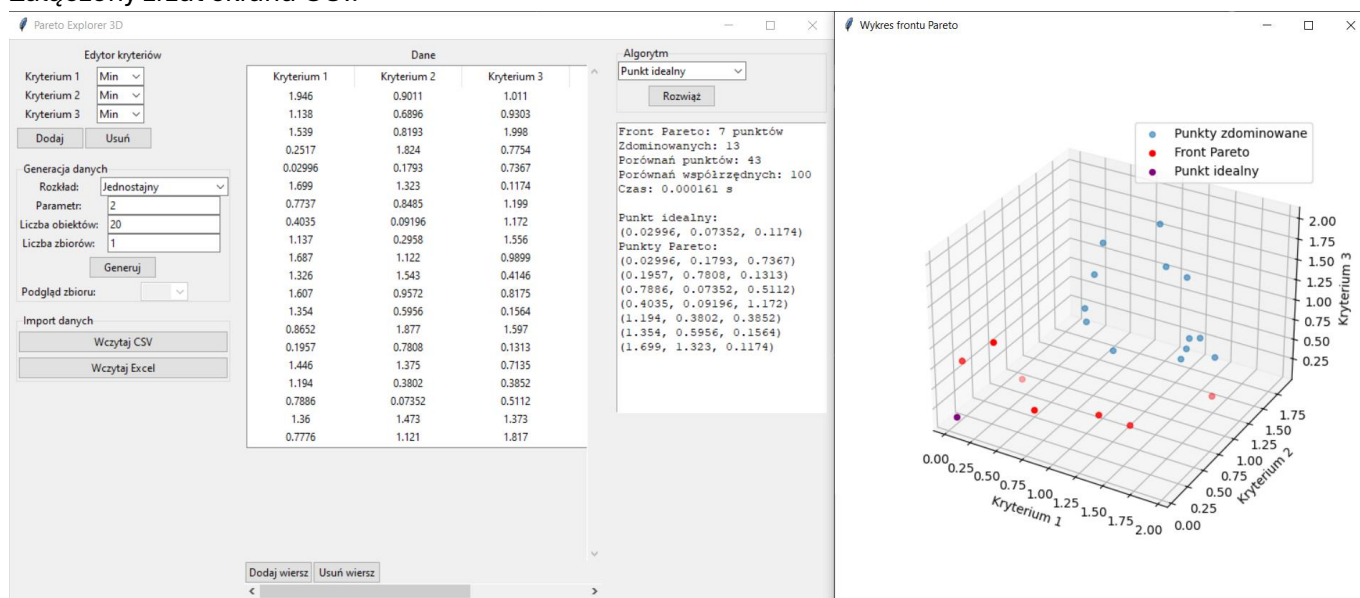 Pareto Explorer 3D
Edytor kryteriów
Kryterium 1 Min
Kryterium 2 Min
Kryterium 3 Min
Dodaj Usuń
Generacja danych
Rozkład: Jednostajny
Parametr: 2
Liczba obiektów: 20
Liczba zbiorów: 1
Generuj
Podgląd zbioru:
Import danych
Wczytaj CSV
Wczytaj Excel
Dane
Kryterium 1 Kryterium 2 Kryterium 3
1.946 0.9011 1.011
1.138 0.6896 0.9303
1.539 0.8193 1.998
0.2517 1.824 0.7754
0.02996 0.1793 0.7367
1.699 1.323 0.1174
0.7737 0.8485 1.199
0.4035 0.09196 1.172
1.137 0.2958 1.556
1.687 1.122 0.9899
1.326 1.543 0.4146
1.607 0.9572 0.8175
1.354 0.5956 0.1564
0.8652 1.877 1.597
0.1957 0.7808 0.1313
1.446 1.375 0.7135
1.194 0.3802 0.3852
0.7886 0.07352 0.5112
1.36 1.473 1.373
0.7776 1.121 1.817
Dodaj wiersz Usuń wiersz
Algorytm
Punkt idealny
Rozwiąż
Front Pareto: 7 punktów
Zdominowanych: 13
Porównań punktów: 43
Porównań współrzędnych: 100
Czas: 0.000161 s
Punkt idealny:
(0.02996, 0.07352, 0.1174)
Punkty Pareto:
(0.02996, 0.1793, 0.7367)
(0.1957, 0.7808, 0.1313)
(0.7886, 0.07352, 0.5112)
(0.4035, 0.09196, 1.172)
(1.194, 0.3802, 0.3852)
(1.354, 0.5956, 0.1564)
(1.699, 1.323, 0.1174)
Wykres frontu Pareto
Punkty zdominowane
Front Pareto
Punkt idealny
2.00
1.75
1.50
1.25
1.00
0.75
0.50
0.25
Kryterium 3
1.75
1.50
1.25
1.00
0.75
0.50
0.25
0.00
Kryterium 2
0.00
0.25
0.50
0.75
1.00
1.25
1.50
1.75
2.00
Kryterium 1